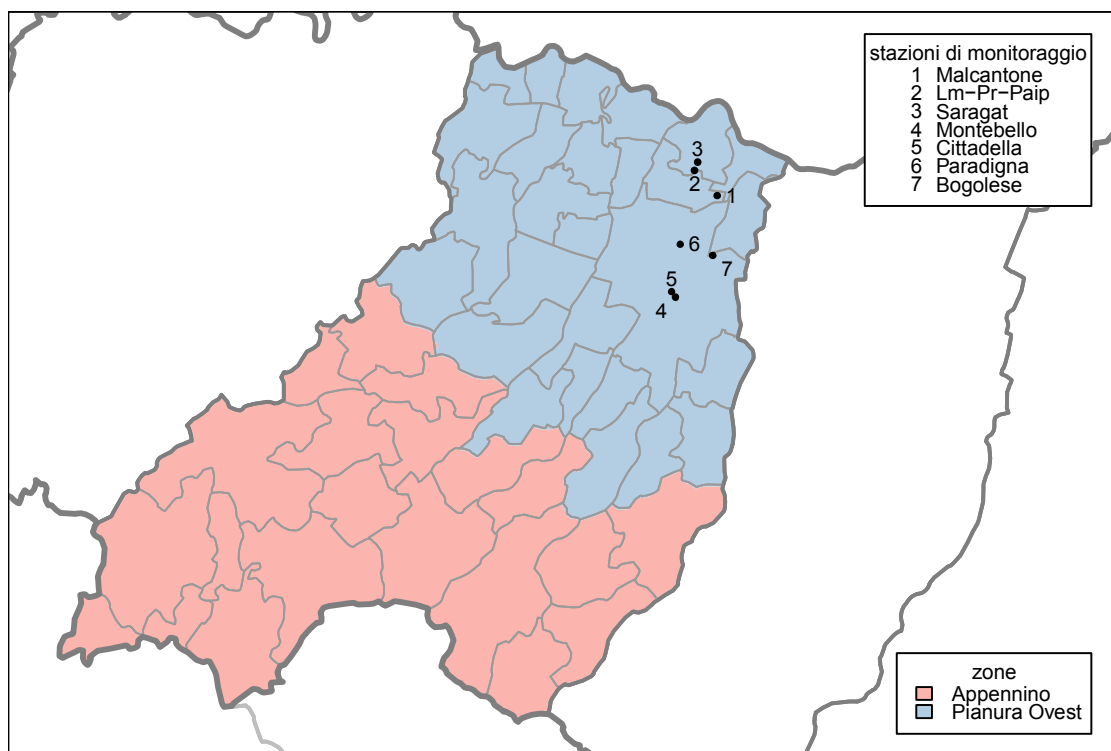 stazioni di monitoraggio
1 Malcantone
2 Lm−Pr−Paip
3 Saragat
4 Montebello
5 Cittadella
6 Paradigna
7 Bogolese
3
2
1
6
7
5
4
zone
Appennino
Pianura Ovest